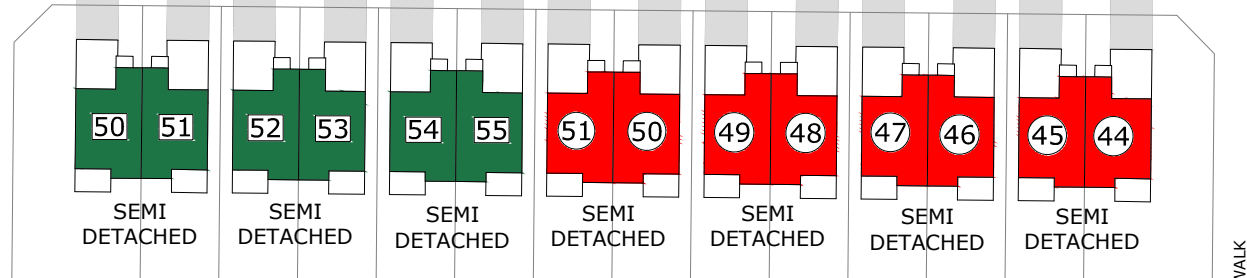 50 51 52 53 54 55 51 50 49 48 47 46 45 44
SEMI
DETACHED
SEMI
DETACHED
SEMI
DETACHED
SEMI
DETACHED
SEMI
DETACHED
SEMI
DETACHED
SEMI
DETACHED
WALK